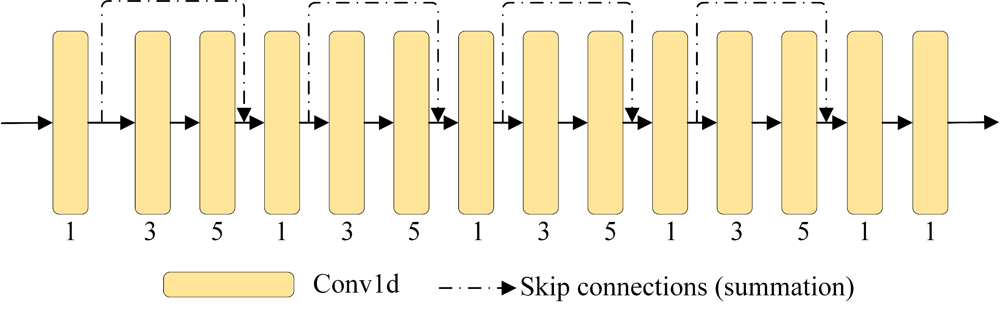 1 3 5 1 3 5 1 3 5 1 3 5 1 1
Conv1d Skip connections (summation)